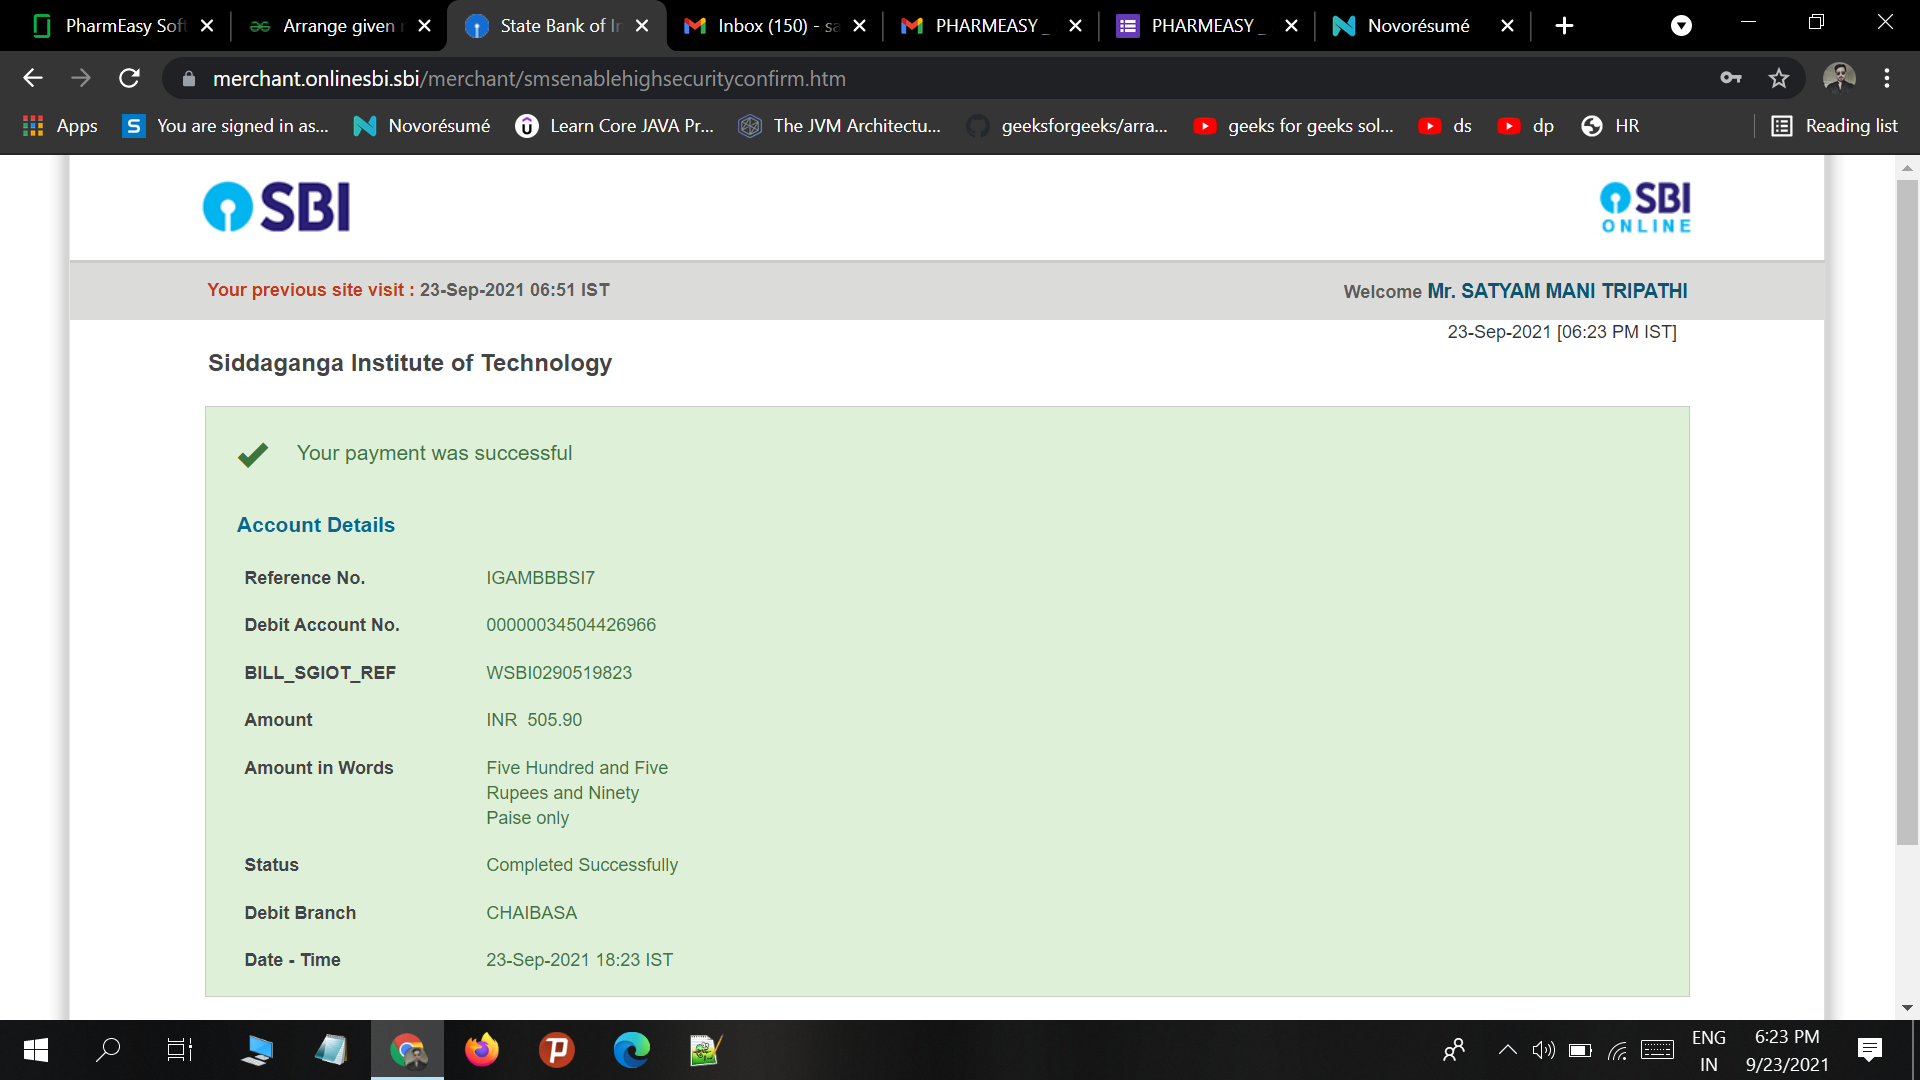 PharmEasy Sof
Arrange given
State Bank of In
Inbox (150) - sa
PHARMEASY _
PHARMEASY _
Novorésumé
merchant.onlinesbi.sbi/merchant/smsenablehighsecurityconfirm.htm
Apps
S
You are signed in as...
Novorésumé
Learn Core JAVA Pr...
The JVM Architectu...
geeksforgeeks/arra...
geeks for geeks sol...
ds
dp
HR
Reading list
SBI
SBI
ONLINE
Your previous site visit : 23-Sep-2021 06:51 IST
Welcome Mr. SATYAM MANI TRIPATHI
23-Sep-2021 [06:23 PM IST]
Siddaganga Institute of Technology
Your payment was successful
Account Details
Reference No. IGAMBBBSI7
Debit Account No. 00000034504426966
BILL_SGIOT_REF WSBI0290519823
Amount INR 505.90
Amount in Words Five Hundred and Five
Rupees and Ninety
Paise only
Status Completed Successfully
Debit Branch CHAIBASA
Date - Time 23-Sep-2021 18:23 IST
ENG
IN
6:23 PM
9/23/2021